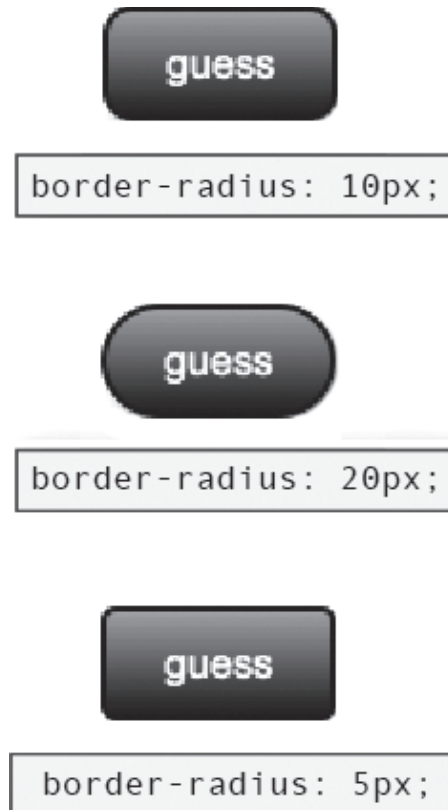 guess
border-radius: 10px;
guess
border-radius: 20px;
guess
border-radius: 5px;